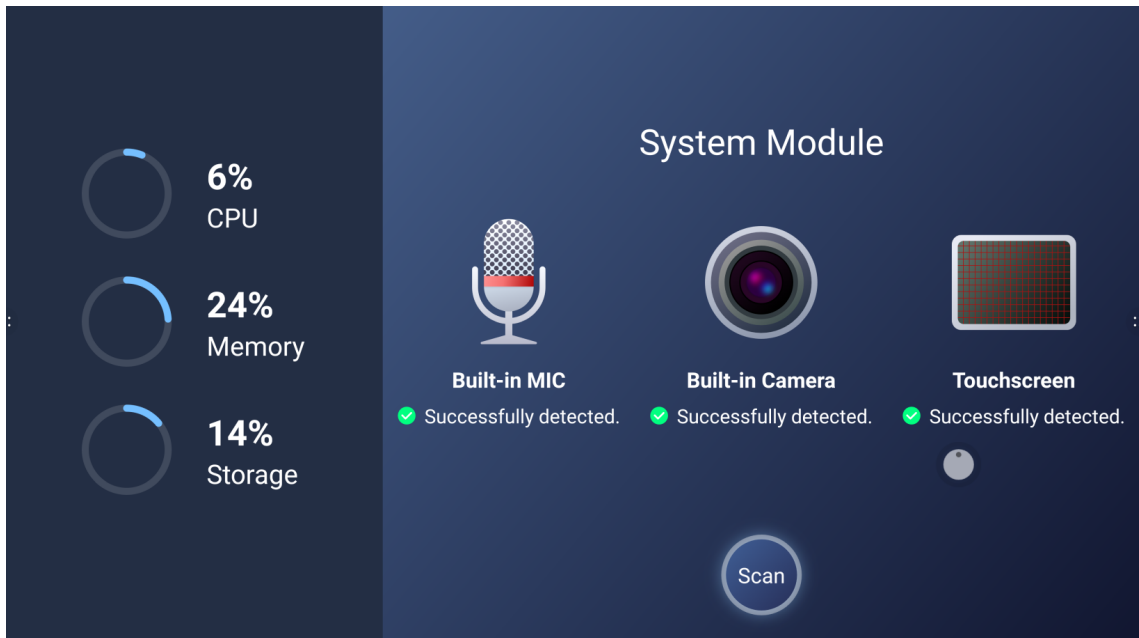 6%
CPU
24%
Memory
14%
Storage
System Module
Built-in MIC
Successfully detected.
Built-in Camera
Successfully detected.
Touchscreen
Successfully detected.
Scan